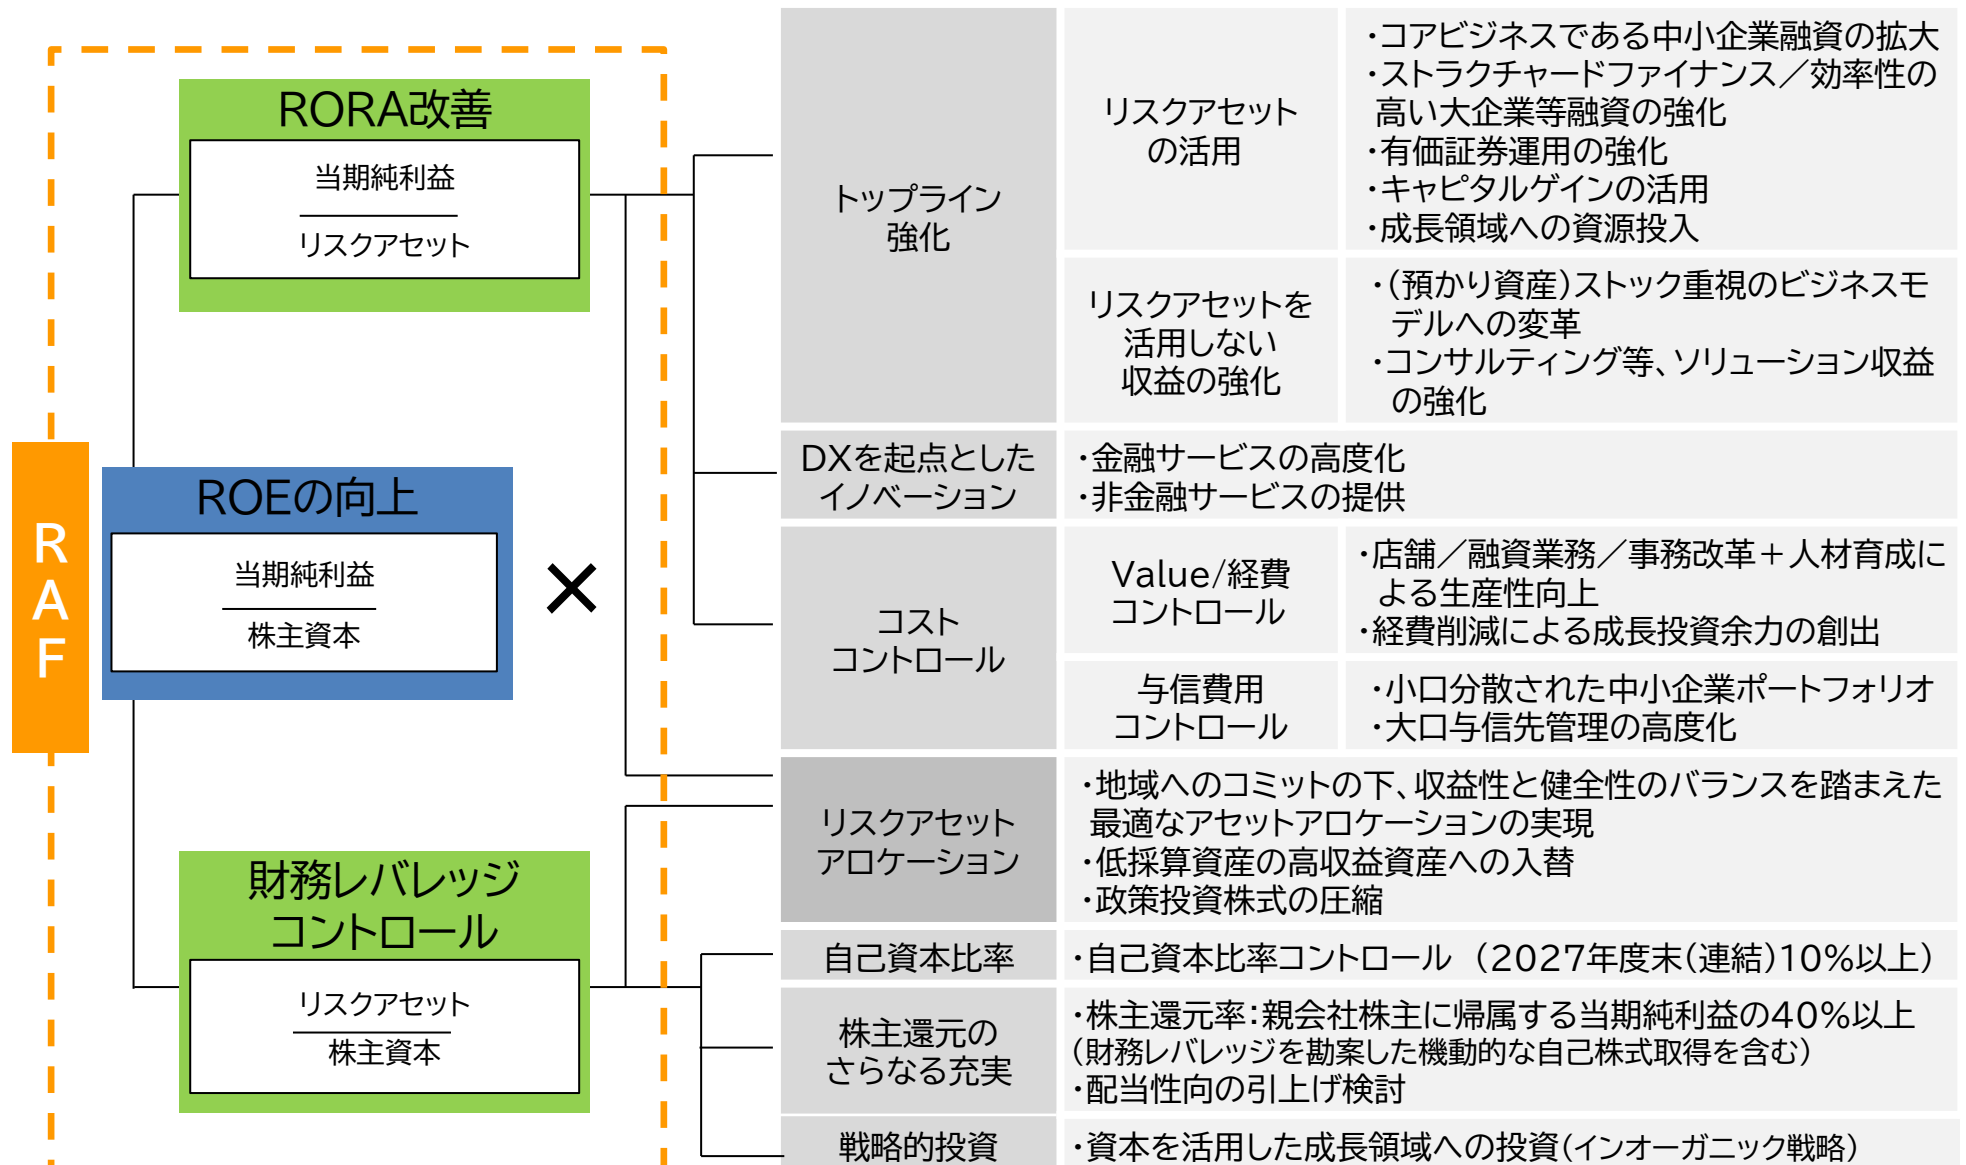 RAF
RORA改善
当期純利益
リスクアセット
ROEの向上
当期純利益
株主資本
×
財務レバレッジ
コントロール
リスクアセット
株主資本
トップライン
強化
リスクアセット
の活用
・コアビジネスである中小企業融資の拡大
・ストラクチャードファイナンス／効率性の
高い大企業等融資の強化
・有価証券運用の強化
・キャピタルゲインの活用
・成長領域への資源投入
リスクアセットを
活用しない
収益の強化
・(預かり資産)ストック重視のビジネスモ
デルへの変革
・コンサルティング等、ソリューション収益
の強化
DXを起点とした
イノベーション
・金融サービスの高度化
・非金融サービスの提供
コスト
コントロール
Value/経費
コントロール
・店舗／融資業務／事務改革＋人材育成に
よる生産性向上
・経費削減による成長投資余力の創出
与信費用
コントロール
・小口分散された中小企業ポートフォリオ
・大口与信先管理の高度化
リスクアセット
アロケーション
・地域へのコミットの下、収益性と健全性のバランスを踏まえた
最適なアセットアロケーションの実現
・低採算資産の高収益資産への入替
・政策投資株式の圧縮
自己資本比率
・自己資本比率コントロール （2027年度末(連結)10%以上）
株主還元の
さらなる充実
・株主還元率：親会社株主に帰属する当期純利益の40%以上
(財務レバレッジを勘案した機動的な自己株式取得を含む)
・配当性向の引上げ検討
戦略的投資
・資本を活用した成長領域への投資(インオーガニック戦略)